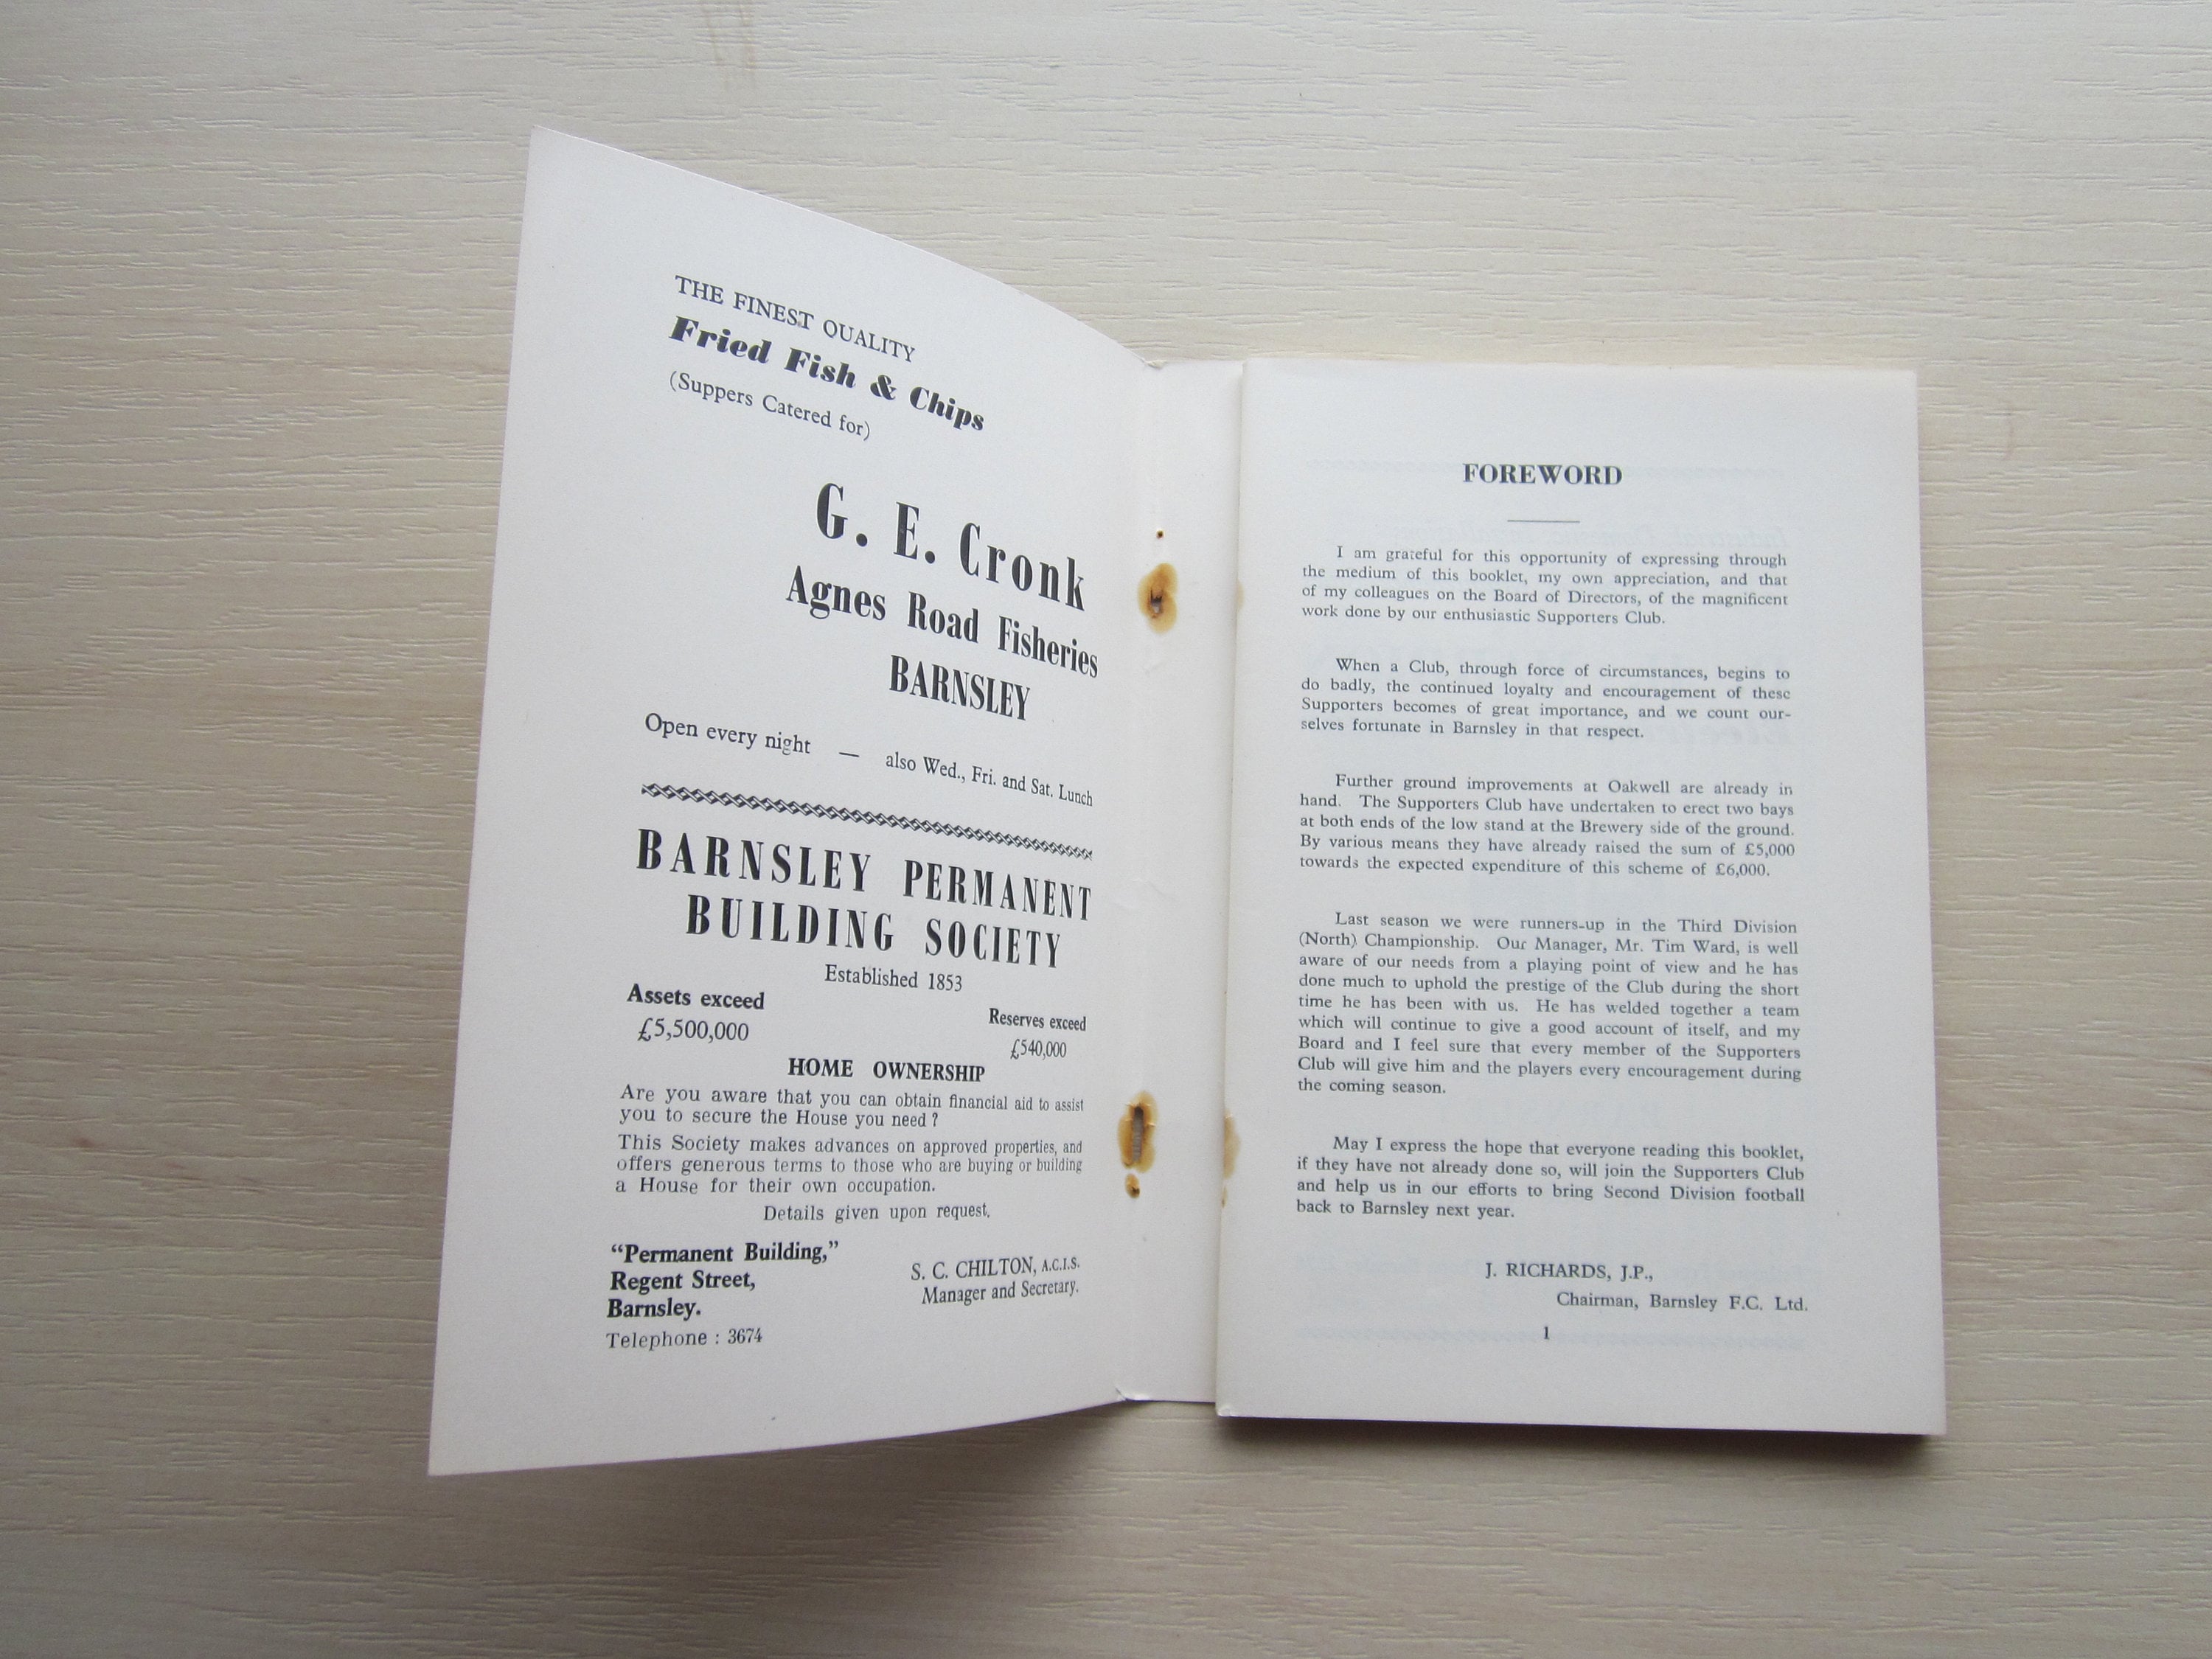 THE FINEST QUALITY
Fried Fish & Chips
(Suppers Catered for)
G. E. Cronk
Agnes Road Fisheries
BARNSLEY
Open every night — also Wed., Fri. and Sat. Lunch
BARNSLEY PERMANENT
BUILDING SOCIETY
Established 1853
Assets exceed
£5,500,000
Reserves exceed
£540,000
HOME OWNERSHIP
Are you aware that you can obtain financial aid to assist
you to secure the House you need ?
This Society makes advances on approved properties, and
offers generous terms to those who are buying or building
a House for their own occupation.
Details given upon request.
"Permanent Building,"
Regent Street,
Barnsley.
Telephone : 3674
S. C. CHILTON, A.C.I.S.
Manager and Secretary.
FOREWORD
I am grateful for this opportunity of expressing through
the medium of this booklet, my own appreciation, and that
of my colleagues on the Board of Directors, of the magnificent
work done by our enthusiastic Supporters Club.
When a Club, through force of circumstances, begins to
do badly, the continued loyalty and encouragement of these
Supporters becomes of great importance, and we count our-
selves fortunate in Barnsley in that respect.
Further ground improvements at Oakwell are already in
hand. The Supporters Club have undertaken to erect two bays
at both ends of the low stand at the Brewery side of the ground.
By various means they have already raised the sum of £5,000
towards the expected expenditure of this scheme of £6,000.
Last season we were runners-up in the Third Division
(North) Championship. Our Manager, Mr. Tim Ward, is well
aware of our needs from a playing point of view and he has
done much to uphold the prestige of the Club during the short
time he has been with us. He has welded together a team
which will continue to give a good account of itself, and my
Board and I feel sure that every member of the Supporters
Club will give him and the players every encouragement during
the coming season.
May I express the hope that everyone reading this booklet,
if they have not already done so, will join the Supporters Club
and help us in our efforts to bring Second Division football
back to Barnsley next year.
J. RICHARDS, J.P.,
Chairman, Barnsley F.C. Ltd.
1